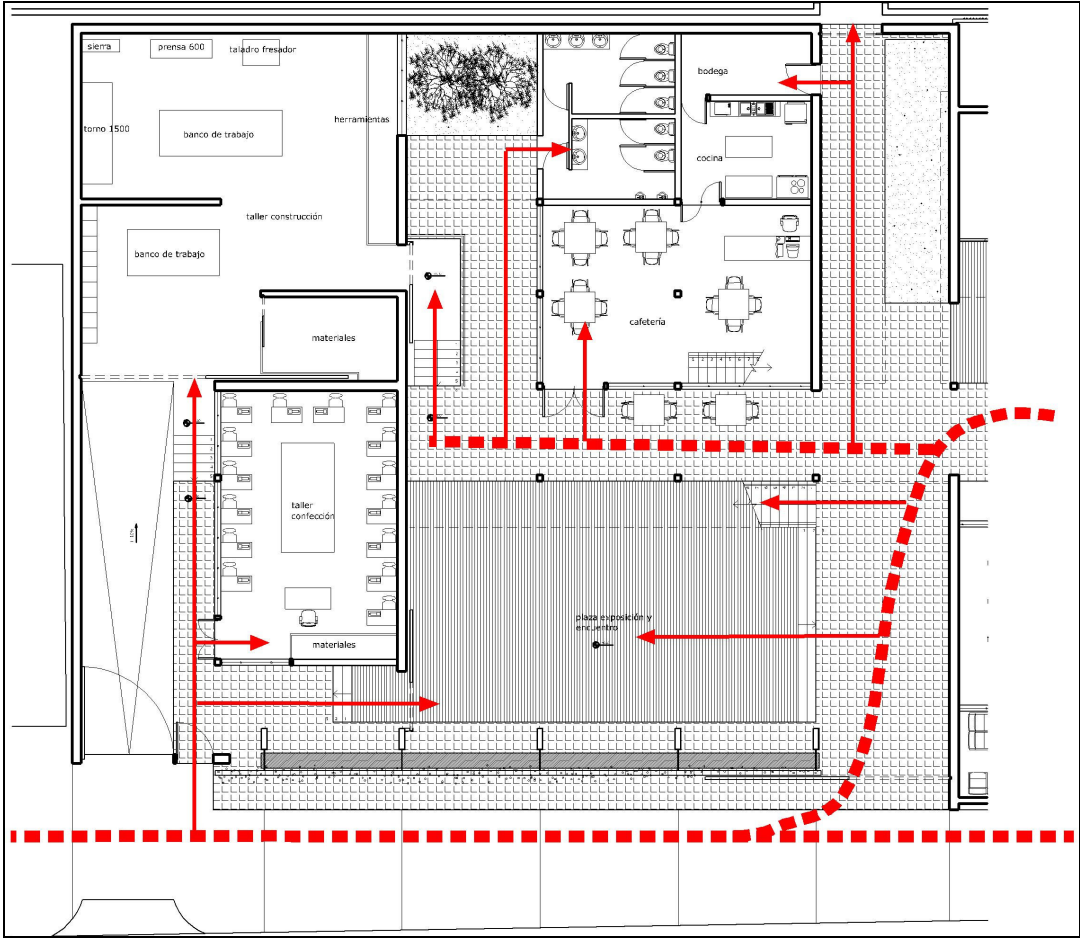 sierra
prensa 600
taladro fresador
bodega
herramientas
torno 1500
banco de trabajo
cocina
taller construcción
banco de trabajo
cafetería
materiales
taller
confección
plaza exposición y
encuentro
materiales